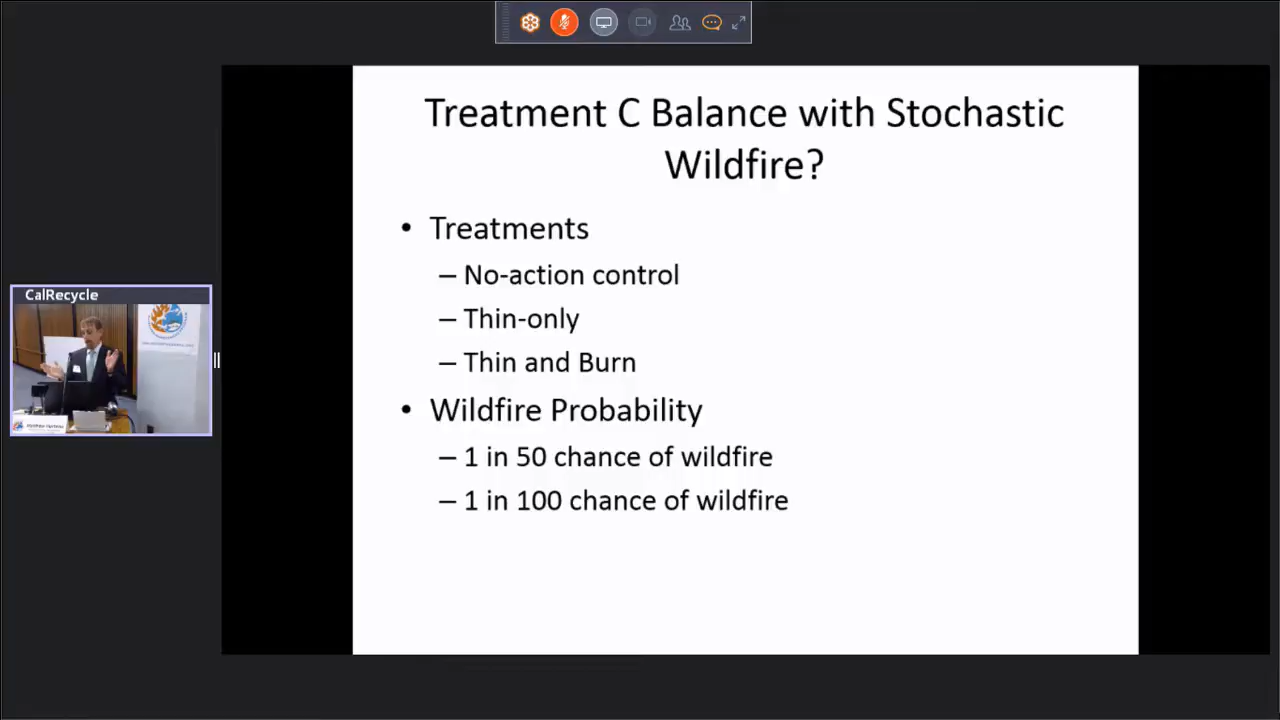 Treatment C Balance with Stochastic
Wildfire?
• Treatments
– No-action control
– Thin-only
– Thin and Burn
• Wildfire Probability
– 1 in 50 chance of wildfire
– 1 in 100 chance of wildfire
CalRecycle